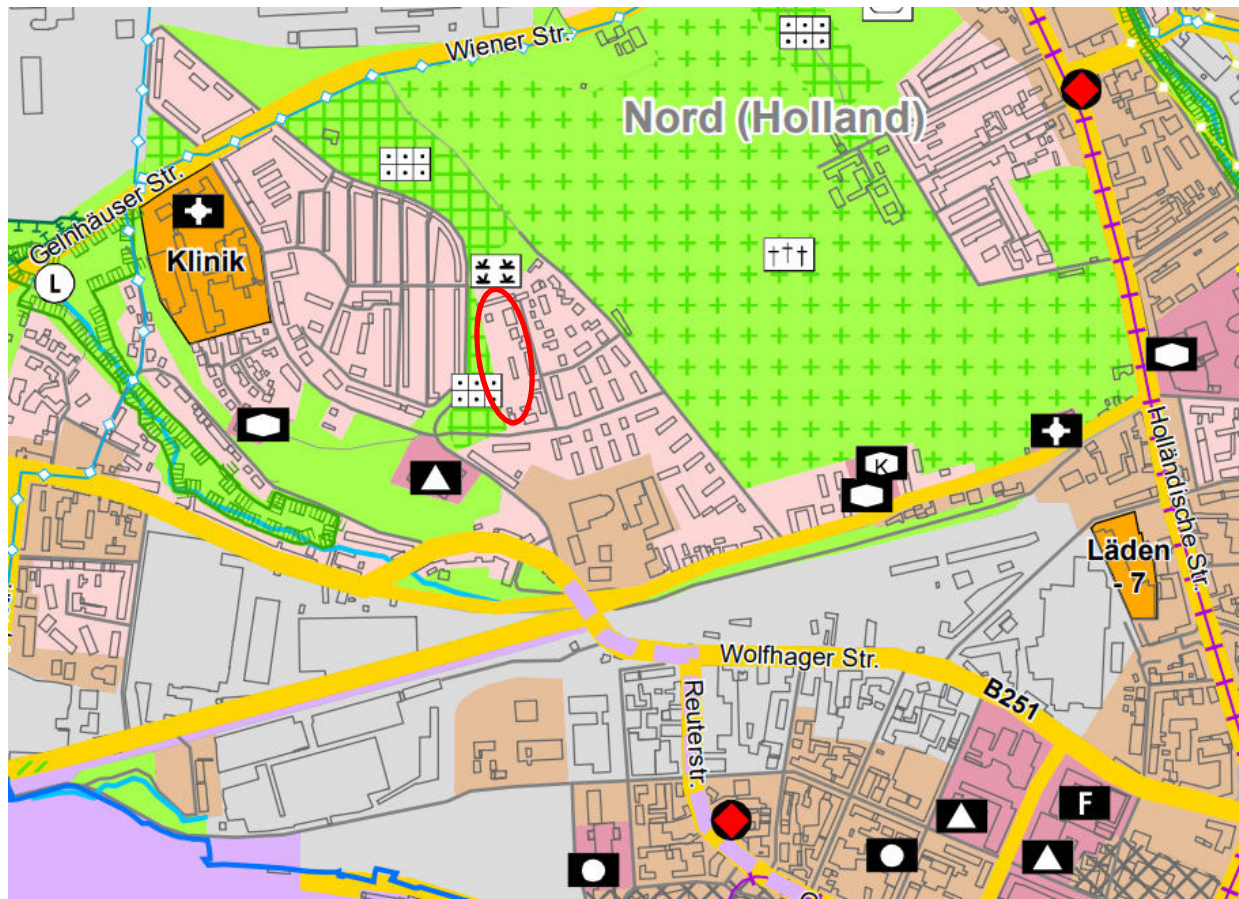 Wiener Str.
Nord (Holland)
Gelnhäuser Str.
Klinik
L
K
Holländische Str.
Läden
- 7
Wolfhager Str.
B251
Reuterstr.
F